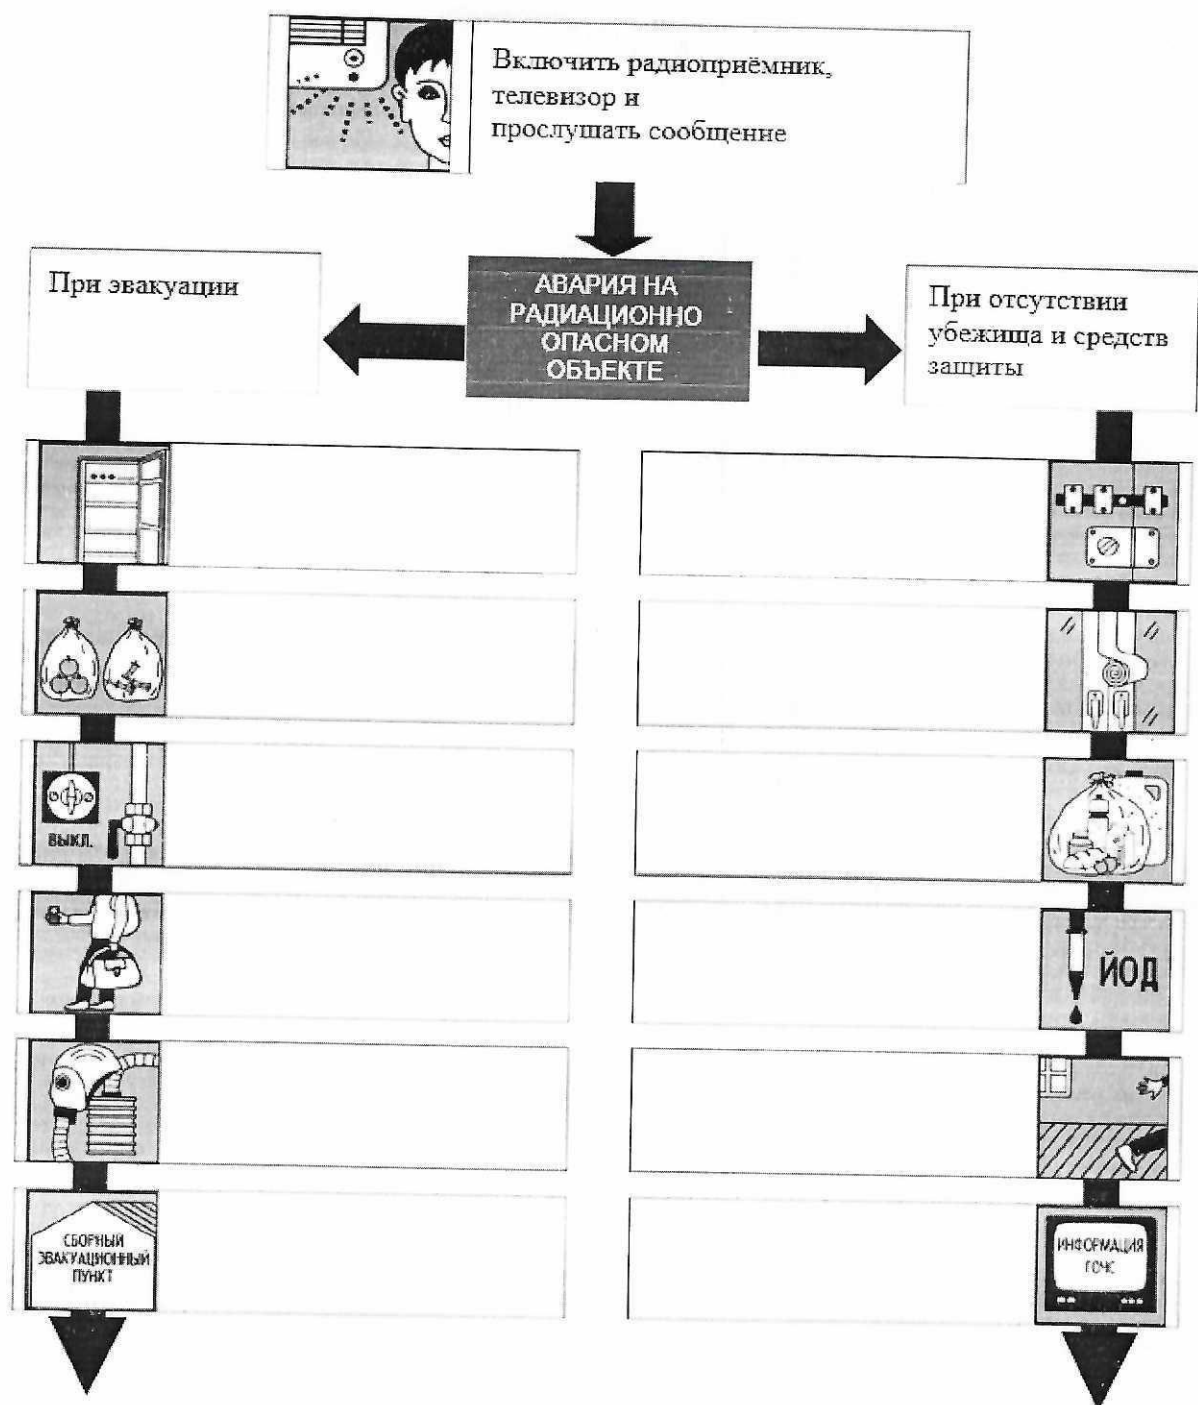 Включить радиоприёмник,
телевизор и
прослушать сообщение
При эвакуации
АВАРИЯ НА
РАДИАЦИОННО
ОПАСНОМ
ОБЪЕКТЕ
При отсутствии
убежища и средств
защиты
ВЫКЛ.
ЙОД
СБОРНЫЙ
ЭВАКУАЦИОННЫЙ
ПУНКТ
ИНФОРМАЦИЯ
ГОЧС